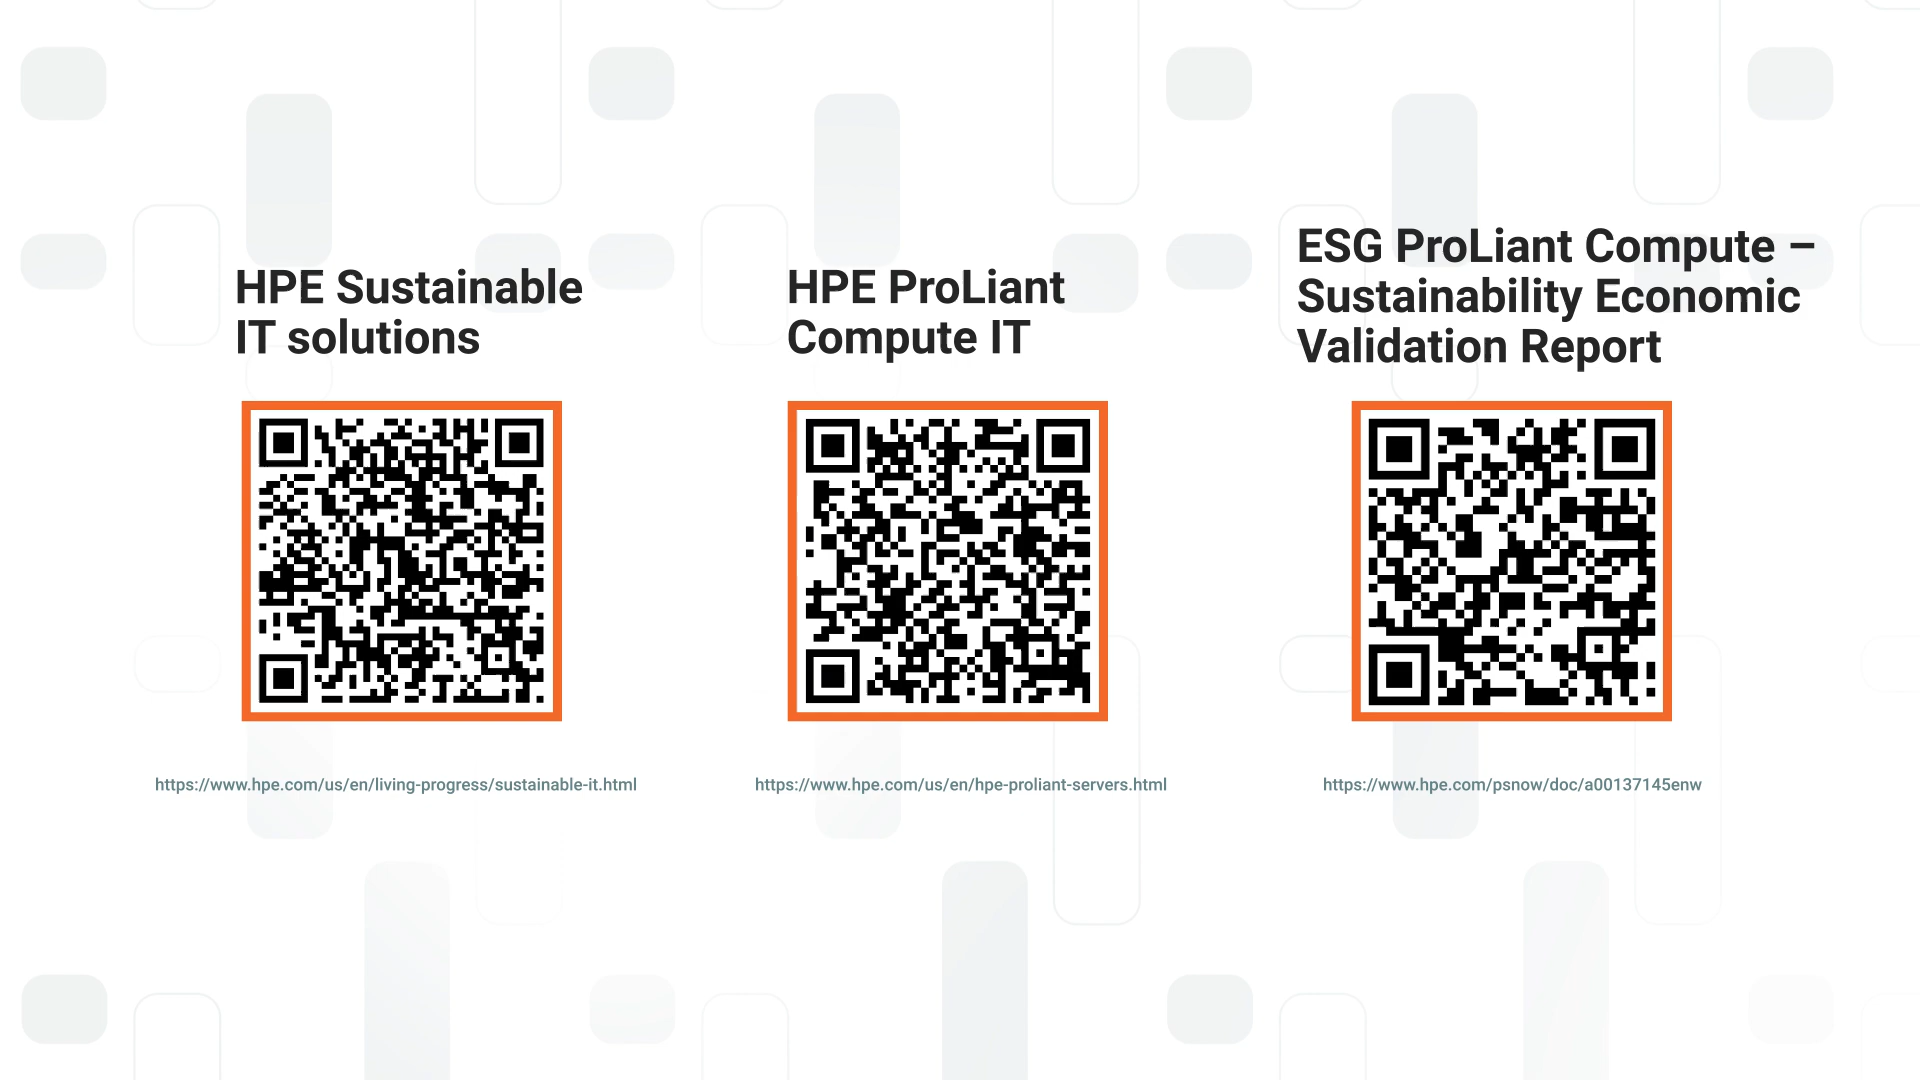 HPE Sustainable
IT solutions
https://www.hpe.com/us/en/living-progress/sustainable-it.html
HPE ProLiant
Compute IT
https://www.hpe.com/us/en/hpe-proliant-servers.html
ESG ProLiant Compute –
Sustainability Economic
Validation Report
https://www.hpe.com/psnow/doc/a00137145enw